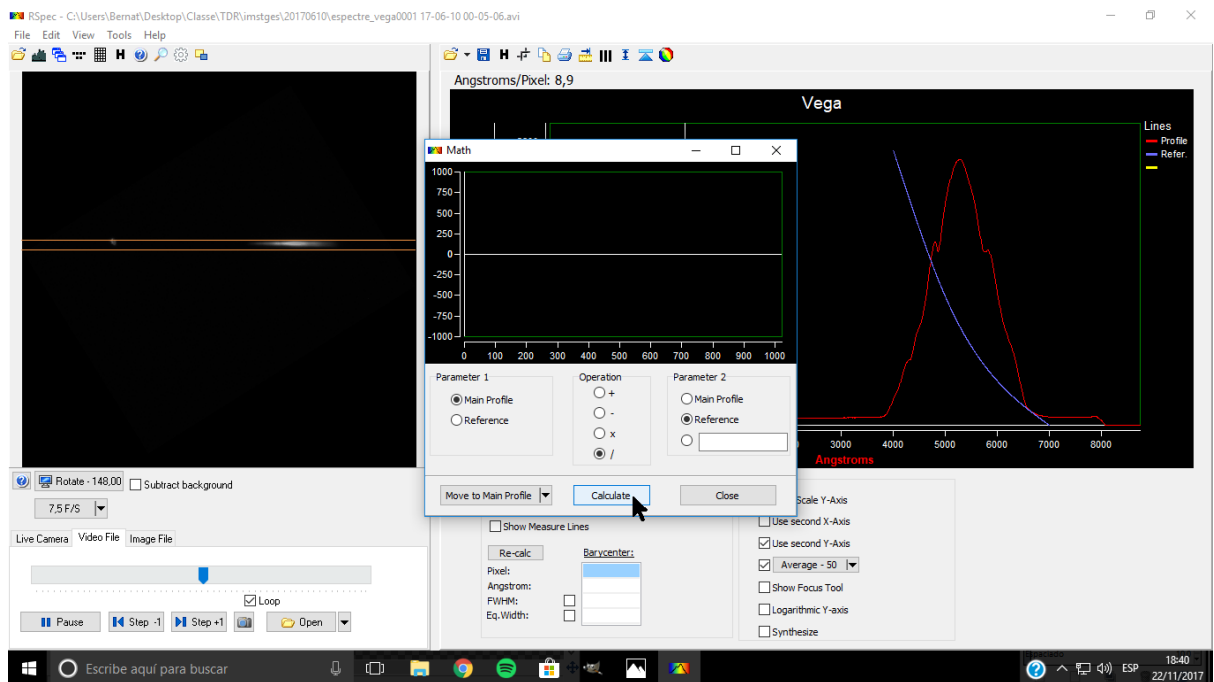 RSpec - C:\Users\Bernat\Desktop\Classe\TDR\imstges\20170610\espectre_vega0001 17-06-10 00-05-06.avi
File Edit View Tools Help
Angstroms/Pixel: 8,9
Vega
Lines
Profile
Refer.
Math
1000
750
500
250
0
-250
-500
-750
-1000
0 100 200 300 400 500 600 700 800 900 1000
Parameter 1
Main Profile
Reference
Operation
+
-
x
/
Parameter 2
Main Profile
Reference
Move to Main Profile
Calculate
Close
3000 4000 5000 6000 7000 8000
Angstroms
Rotate - 148,00
Subtract background
7,5 F/S
Live Camera Video File Image File
Loop
Pause Step -1 Step +1 Open
Show Measure Lines
Re-calc Barycenter:
Pixel:
Angstrom:
FWHM:
Eq.Width:
Scale Y-Axis
Use second X-Axis
Use second Y-Axis
Average - 50
Show Focus Tool
Logarithmic Y-axis
Synthesize
Escribe aquí para buscar
ESP
18:40
22/11/2017